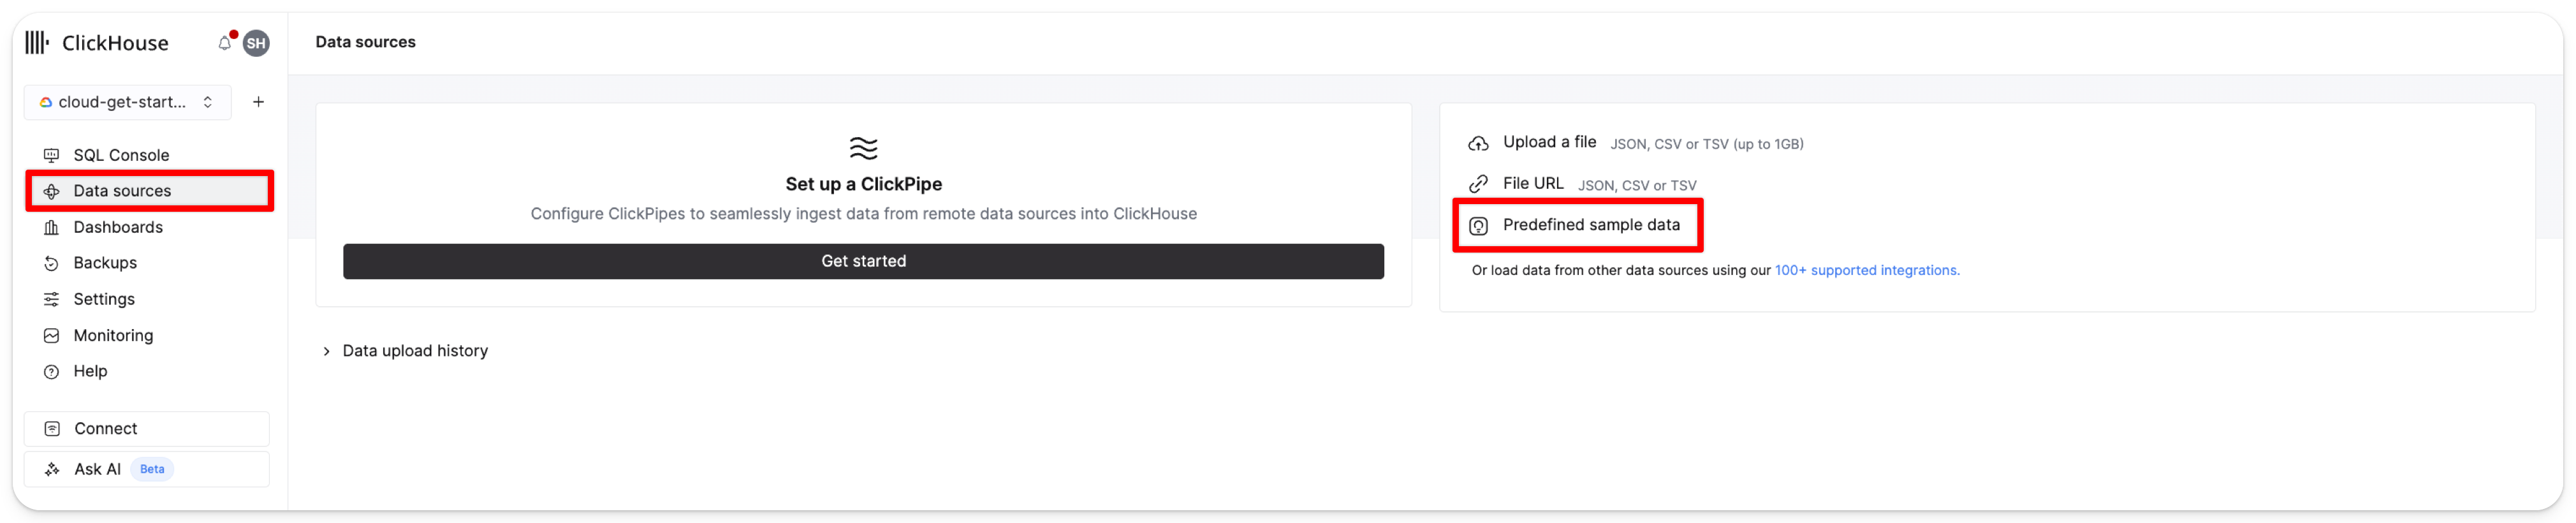 ClickHouse
SH
cloud-get-start...
+
SQL Console
Data sources
Dashboards
Backups
Settings
Monitoring
Help
Connect
Ask AI Beta
Data sources
Set up a ClickPipe
Configure ClickPipes to seamlessly ingest data from remote data sources into ClickHouse
Get started
Data upload history
Upload a file JSON, CSV or TSV (up to 1GB)
File URL JSON, CSV or TSV
Predefined sample data
Or load data from other data sources using our 100+ supported integrations.